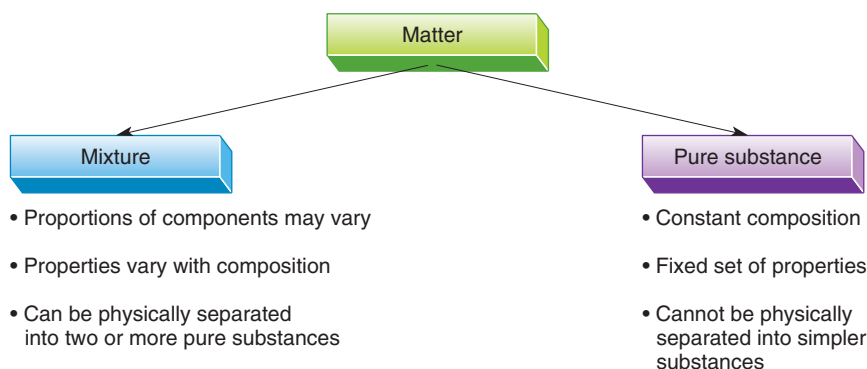 Matter
Mixture
• Proportions of components may vary
• Properties vary with composition
• Can be physically separated
into two or more pure substances
Pure substance
• Constant composition
• Fixed set of properties
• Cannot be physically
separated into simpler
substances